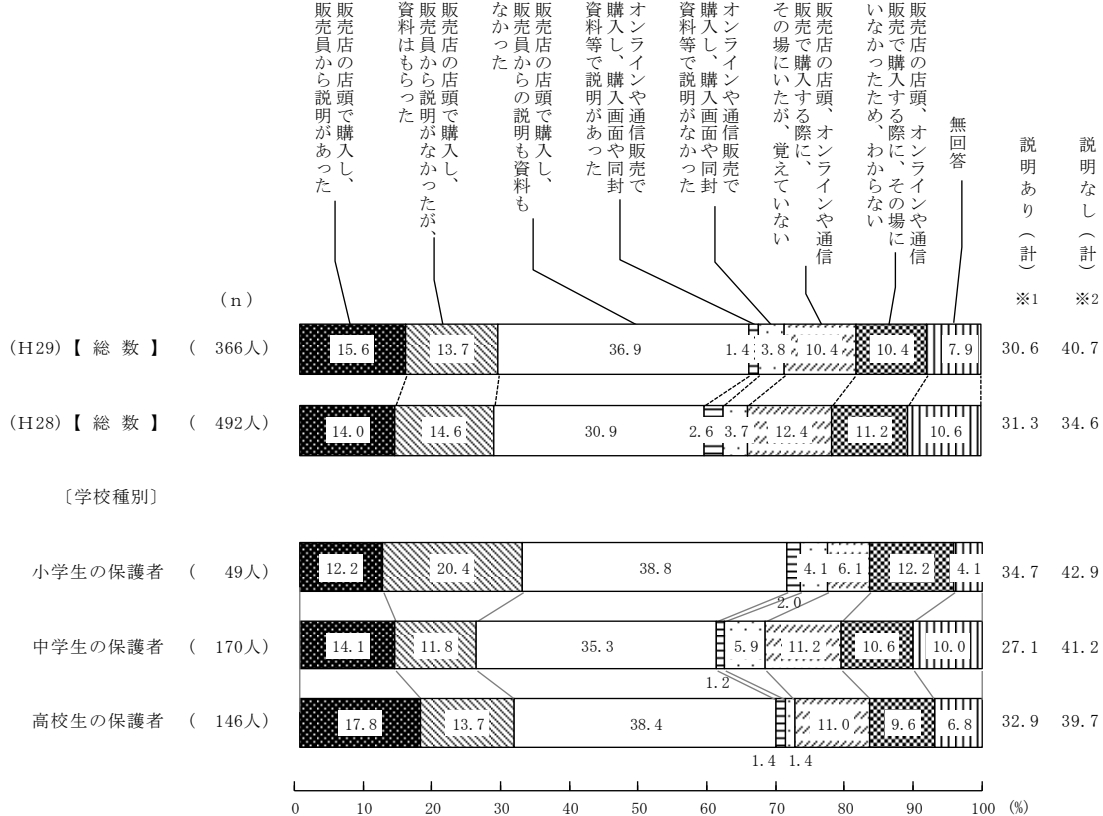 販売店の店頭で購入し、
販売員から説明があった
販売店の店頭で購入し、
販売員から説明がなかったが、
資料はもらった
販売店の店頭で購入し、
販売員からの説明も資料も
なかった
オンラインや通信販売で
購入し、購入画面や同封
資料等で説明があった
オンラインや通信販売で
購入し、購入画面や同封
資料等で説明がなかった
販売店の店頭、オンラインや通信
販売で購入する際に、
その場にいたが、覚えていない
販売店の店頭、オンラインや通信
販売で購入する際に、その場に
いなかったため、わからない
無回答
説明あり(計)
説明なし(計)
(n) ※1 ※2
(H29)【 総 数 】 ( 366人) 15.6 13.7 36.9 1.4 3.8 10.4 10.4 7.9 30.6 40.7
(H28)【 総 数 】 ( 492人) 14.0 14.6 30.9 2.6 3.7 12.4 11.2 10.6 31.3 34.6
〔学校種別〕
小学生の保護者 ( 49人) 12.2 20.4 38.8 4.1 6.1 12.2 4.1 34.7 42.9
2.0
中学生の保護者 ( 170人) 14.1 11.8 35.3 5.9 11.2 10.6 10.0 27.1 41.2
1.2
高校生の保護者 ( 146人) 17.8 13.7 38.4 11.0 9.6 6.8 32.9 39.7
1.4 1.4
0 10 20 30 40 50 60 70 80 90 100 (%)